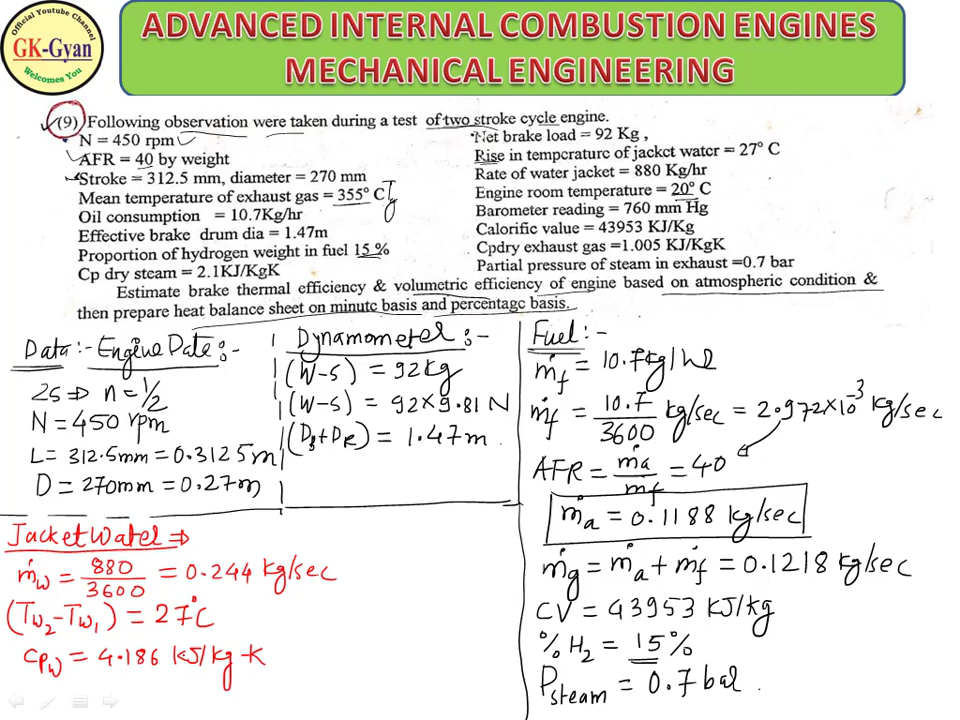 Official Youtube Channel
GK-Gyan
Welcomes You
ADVANCED INTERNAL COMBUSTION ENGINES
MECHANICAL ENGINEERING
(9) Following observation were taken during a test of two stroke cycle engine.
N = 450 rpm
Net brake load = 92 Kg ,
AFR = 40 by weight
Rise in temperature of jacket water = 27° C
Stroke = 312.5 mm, diameter = 270 mm
Rate of water jacket = 880 Kg/hr
Mean temperature of exhaust gas = 355° C Tg
Engine room temperature = 20° C
Oil consumption = 10.7Kg/hr
Barometer reading = 760 mm Hg
Effective brake drum dia = 1.47m
Calorific value = 43953 KJ/Kg
Proportion of hydrogen weight in fuel 15 %
Cpdry exhaust gas =1.005 KJ/KgK
Cp dry steam = 2.1KJ/KgK
Partial pressure of steam in exhaust =0.7 bar
Estimate brake thermal efficiency & volumetric efficiency of engine based on atmospheric condition &
then prepare heat balance sheet on minute basis and percentage basis.
Data:- Engine Date:-
2S ⇒ n = 1/2
N = 450 rpm
L = 312.5mm = 0.3125m
D = 270mm = 0.27m
Dynamometer:-
(W-S) = 92kg
(W-S) = 92×9.81 N
(DB+DR) = 1.47m
Fuel:-
ṁf = 10.7kg/hr
ṁf = 10.7/3600 kg/sec = 2.972×10⁻³ kg/sec
AFR = ṁa/ṁf = 40
ṁa = 0.1188 kg/sec
ṁg = ṁa + ṁf = 0.1218 kg/sec
CV = 43953 KJ/kg
% H2 = 15%
Psteam = 0.7 bar
Jacket Water ⇒
ṁw = 880/3600 = 0.244 kg/sec
(Tw2-Tw1) = 27°C
cpw = 4.186 KJ/kg-K